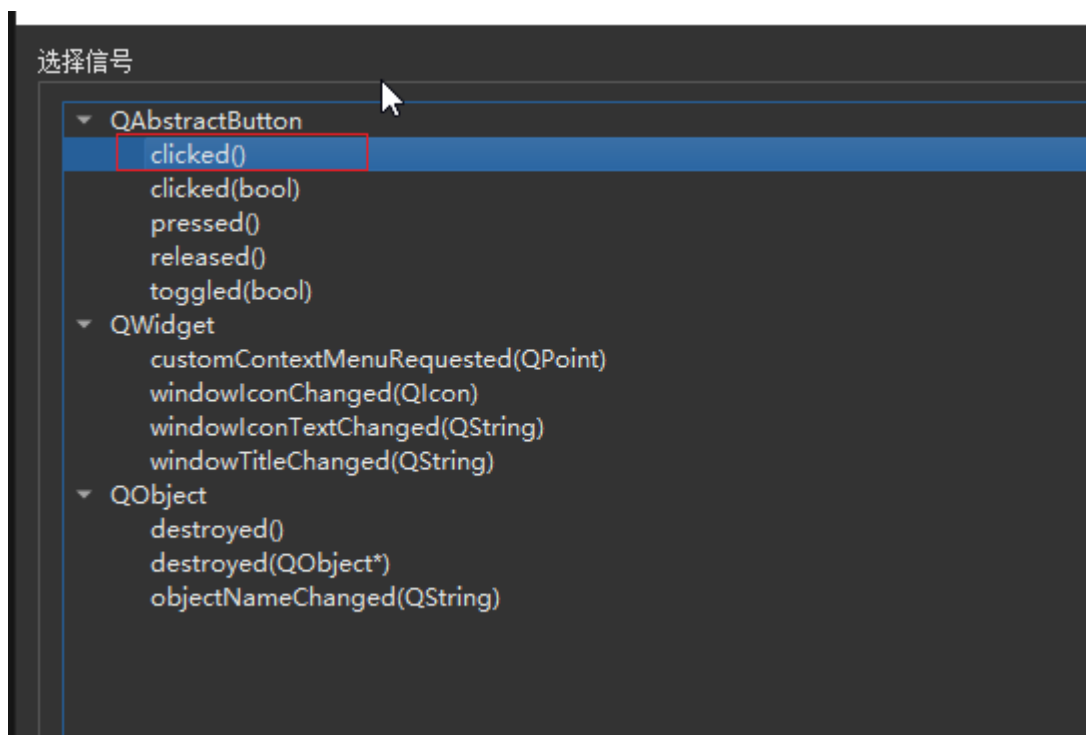 选择信号
QAbstractButton
clicked()
clicked(bool)
pressed()
released()
toggled(bool)
QWidget
customContextMenuRequested(QPoint)
windowIconChanged(QIcon)
windowIconTextChanged(QString)
windowTitleChanged(QString)
QObject
destroyed()
destroyed(QObject*)
objectNameChanged(QString)